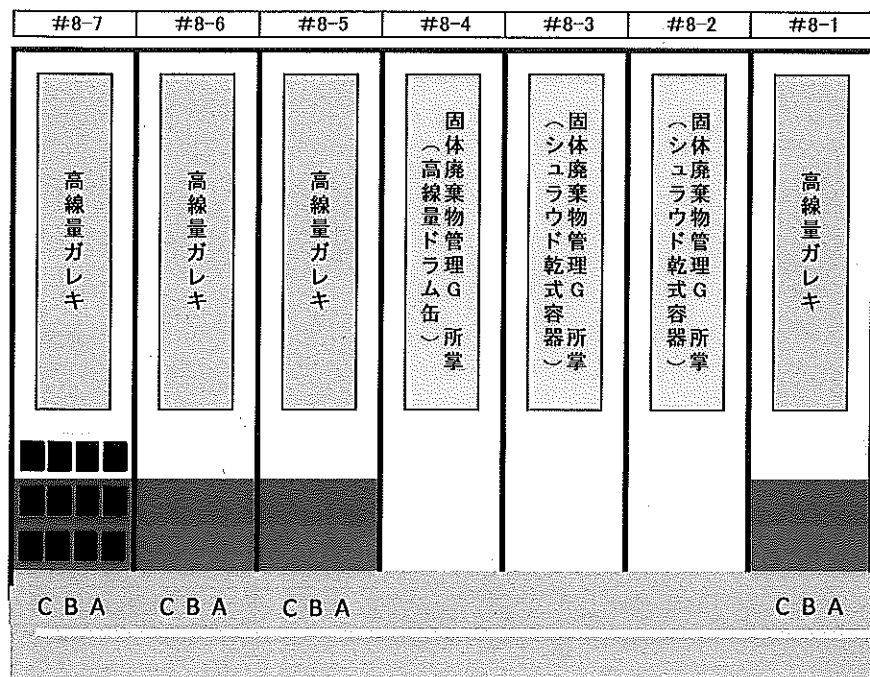 #8-7 #8-6 #8-5 #8-4 #8-3 #8-2 #8-1
高線量ガレキ
高線量ガレキ
高線量ガレキ
固体廃棄物管理G 所掌
（高線量ドラム缶）
固体廃棄物管理G 所掌
（シュラウド乾式容器）
固体廃棄物管理G 所掌
（シュラウド乾式容器）
高線量ガレキ
C B A C B A C B A C B A